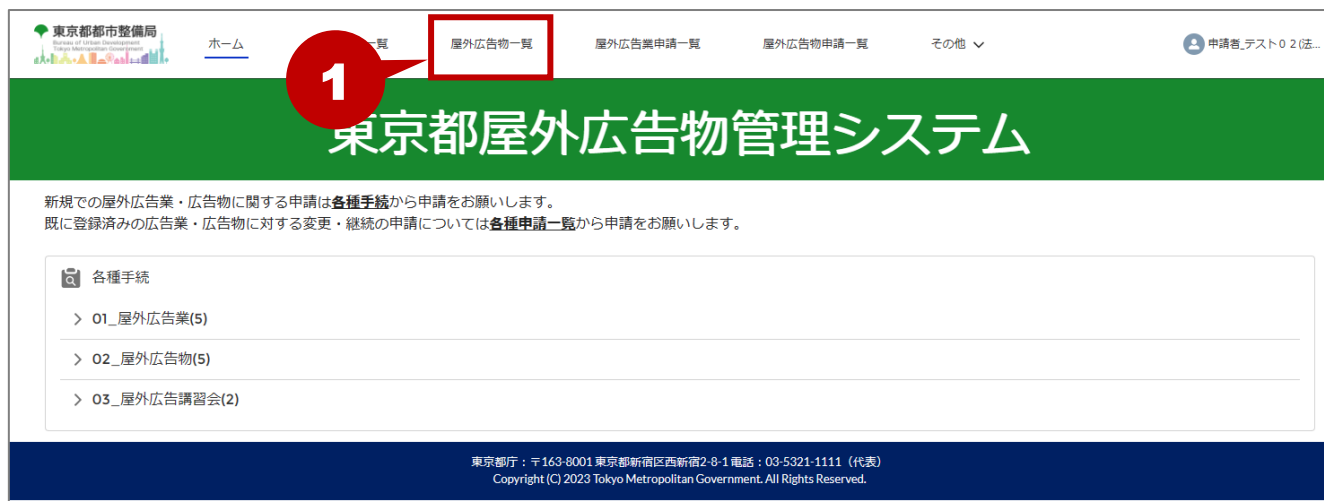 東京都都市整備局
Bureau of Urban Development
Tokyo Metropolitan Government
ホーム
一覧
屋外広告物一覧
屋外広告業申請一覧
屋外広告物申請一覧
その他
申請者_テスト０２(法...
1
東京都屋外広告物管理システム
新規での屋外広告業・広告物に関する申請は各種手続から申請をお願いします。
既に登録済みの広告業・広告物に対する変更・継続の申請については各種申請一覧から申請をお願いします。
各種手続
01_屋外広告業(5)
02_屋外広告物(5)
03_屋外広告講習会(2)
東京都庁：〒163-8001 東京都新宿区西新宿2-8-1 電話：03-5321-1111（代表）
Copyright (C) 2023 Tokyo Metropolitan Government. All Rights Reserved.